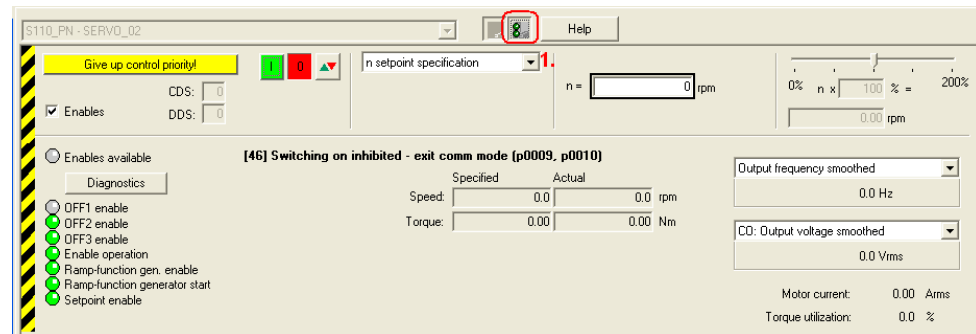 S110_PN - SERVO_02
Help
Give up control priority!
I
0
n setpoint specification
1.
n =
0 rpm
0%
n x 100 % =
200%
CDS: 0
Enables
DDS: 0
0.00 rpm
Enables available
[46] Switching on inhibited - exit comm mode (p0009, p0010)
Diagnostics
Specified
Actual
Speed: 0.0 0.0 rpm
Torque: 0.00 0.00 Nm
Output frequency smoothed
0.0 Hz
CO: Output voltage smoothed
0.0 Vrms
OFF1 enable
OFF2 enable
OFF3 enable
Enable operation
Ramp-function gen. enable
Ramp-function generator start
Setpoint enable
Motor current: 0.00 Arms
Torque utilization: 0.0 %